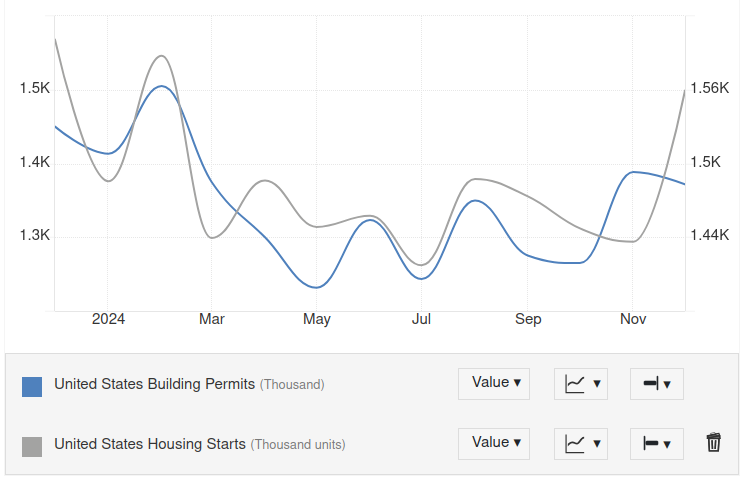 1.5K 1.56K
1.4K 1.5K
1.3K 1.44K
2024 Mar May Jul Sep Nov
United States Building Permits (Thousand) Value ▾
United States Housing Starts (Thousand units) Value ▾